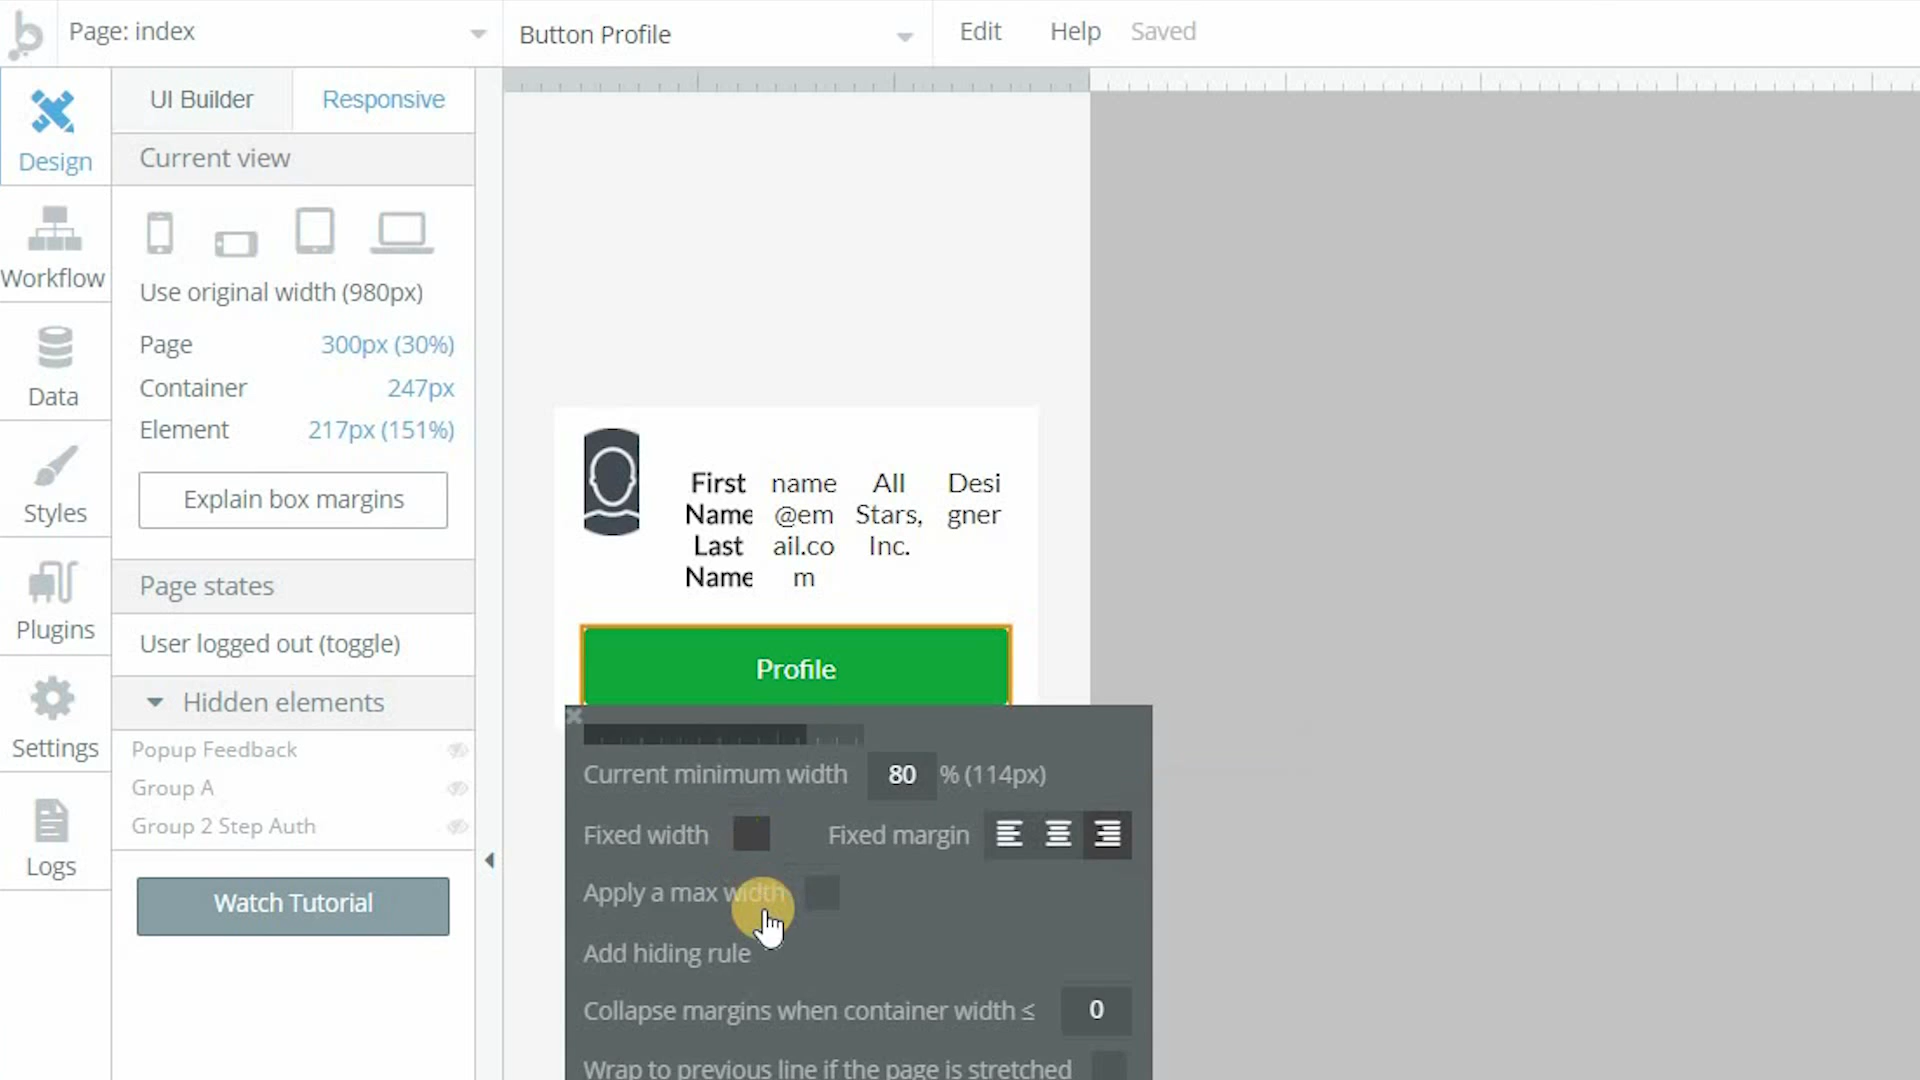 Page: index
Button Profile
Edit
Help
Saved
Design
Workflow
Data
Styles
Plugins
Settings
Logs
UI Builder
Responsive
Current view
Use original width (980px)
Page 300px (30%)
Container 247px
Element 217px (151%)
Explain box margins
Page states
User logged out (toggle)
Hidden elements
Popup Feedback
Group A
Group 2 Step Auth
Watch Tutorial
First
Name
Last
Name
name
@em
ail.co
m
All
Stars,
Inc.
Desi
gner
Profile
Current minimum width 80 % (114px)
Fixed width Fixed margin
Apply a max width
Add hiding rule
Collapse margins when container width ≤ 0
Wrap to previous line if the page is stretched